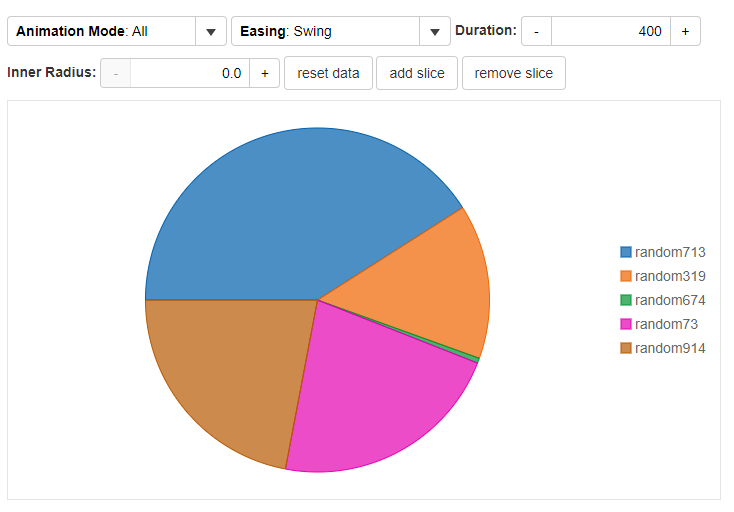 Animation Mode: All Easing: Swing Duration: - 400 +
Inner Radius: - 0.0 + reset data add slice remove slice
random713
random319
random674
random73
random914